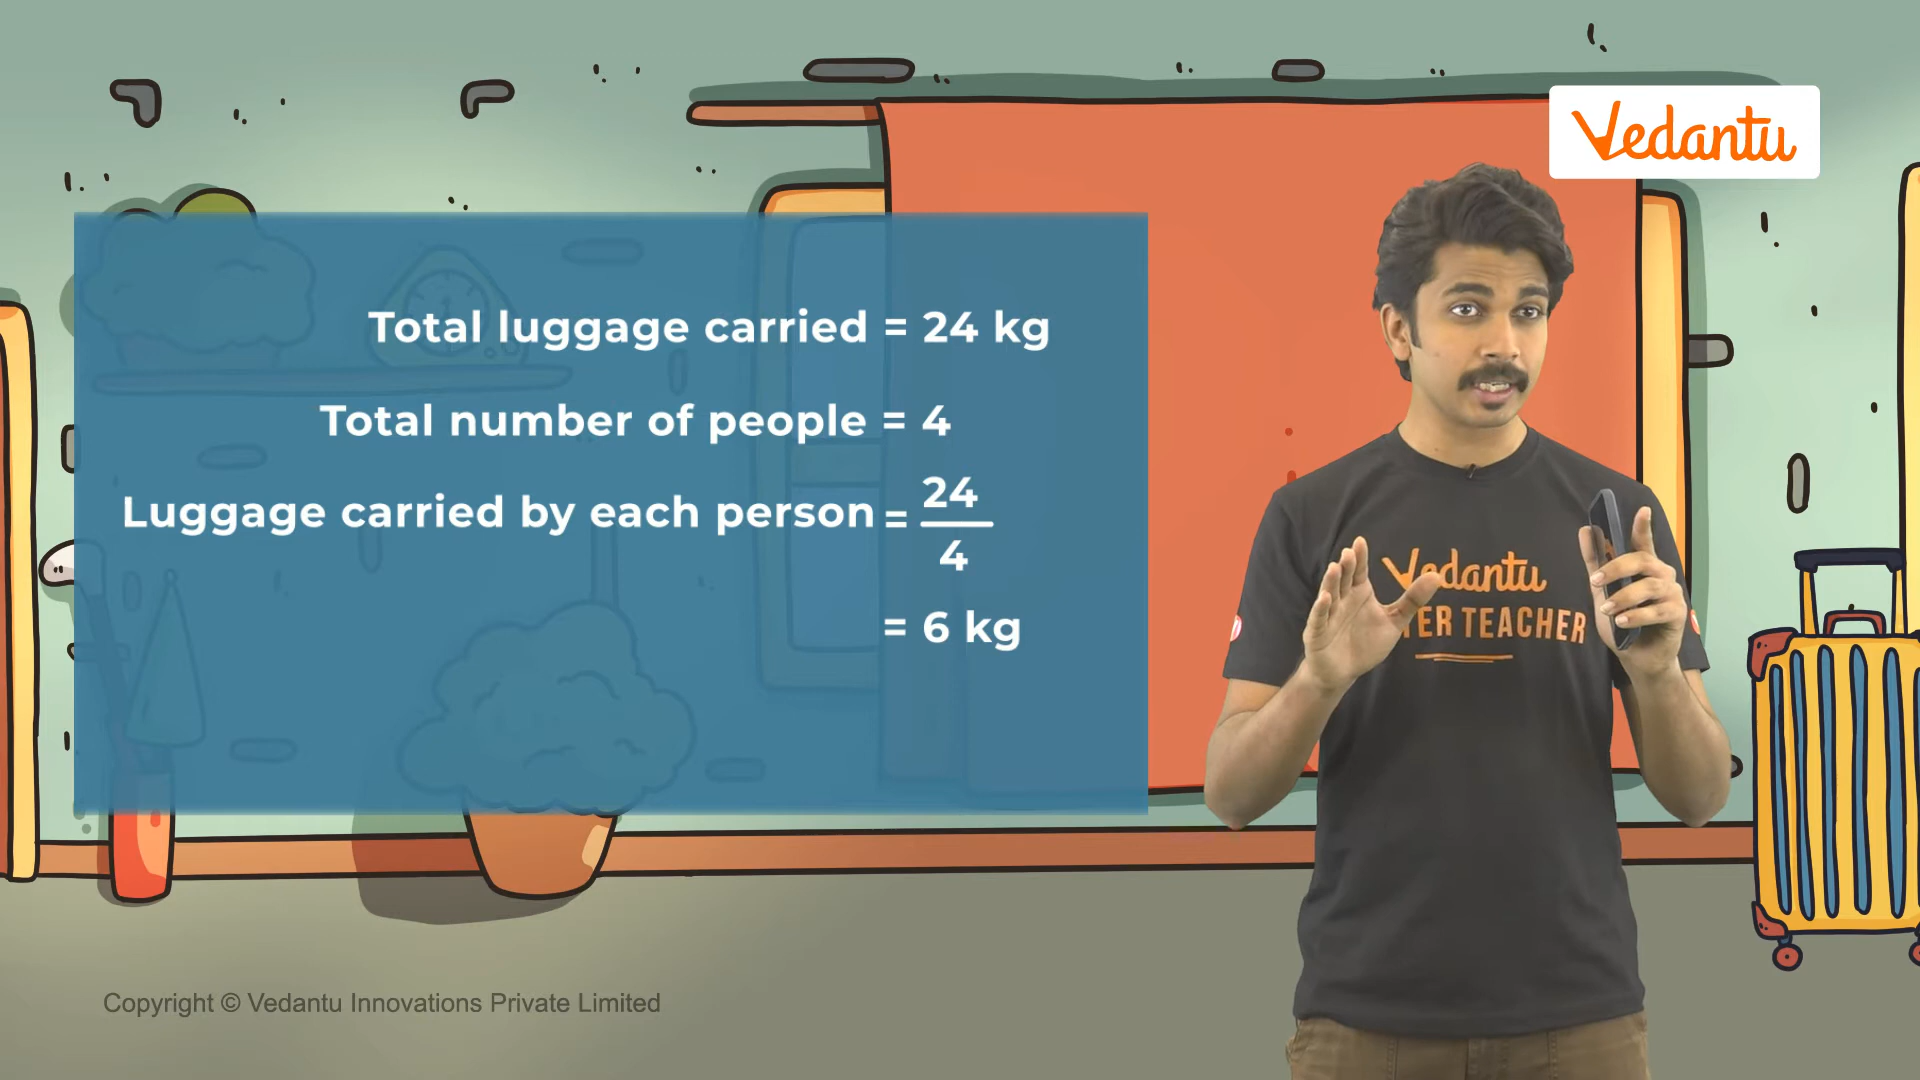 Vedantu
Total luggage carried = 24 kg
Total number of people = 4
Luggage carried by each person = 24
4
= 6 kg
Vedantu
TEACHER
Copyright © Vedantu Innovations Private Limited